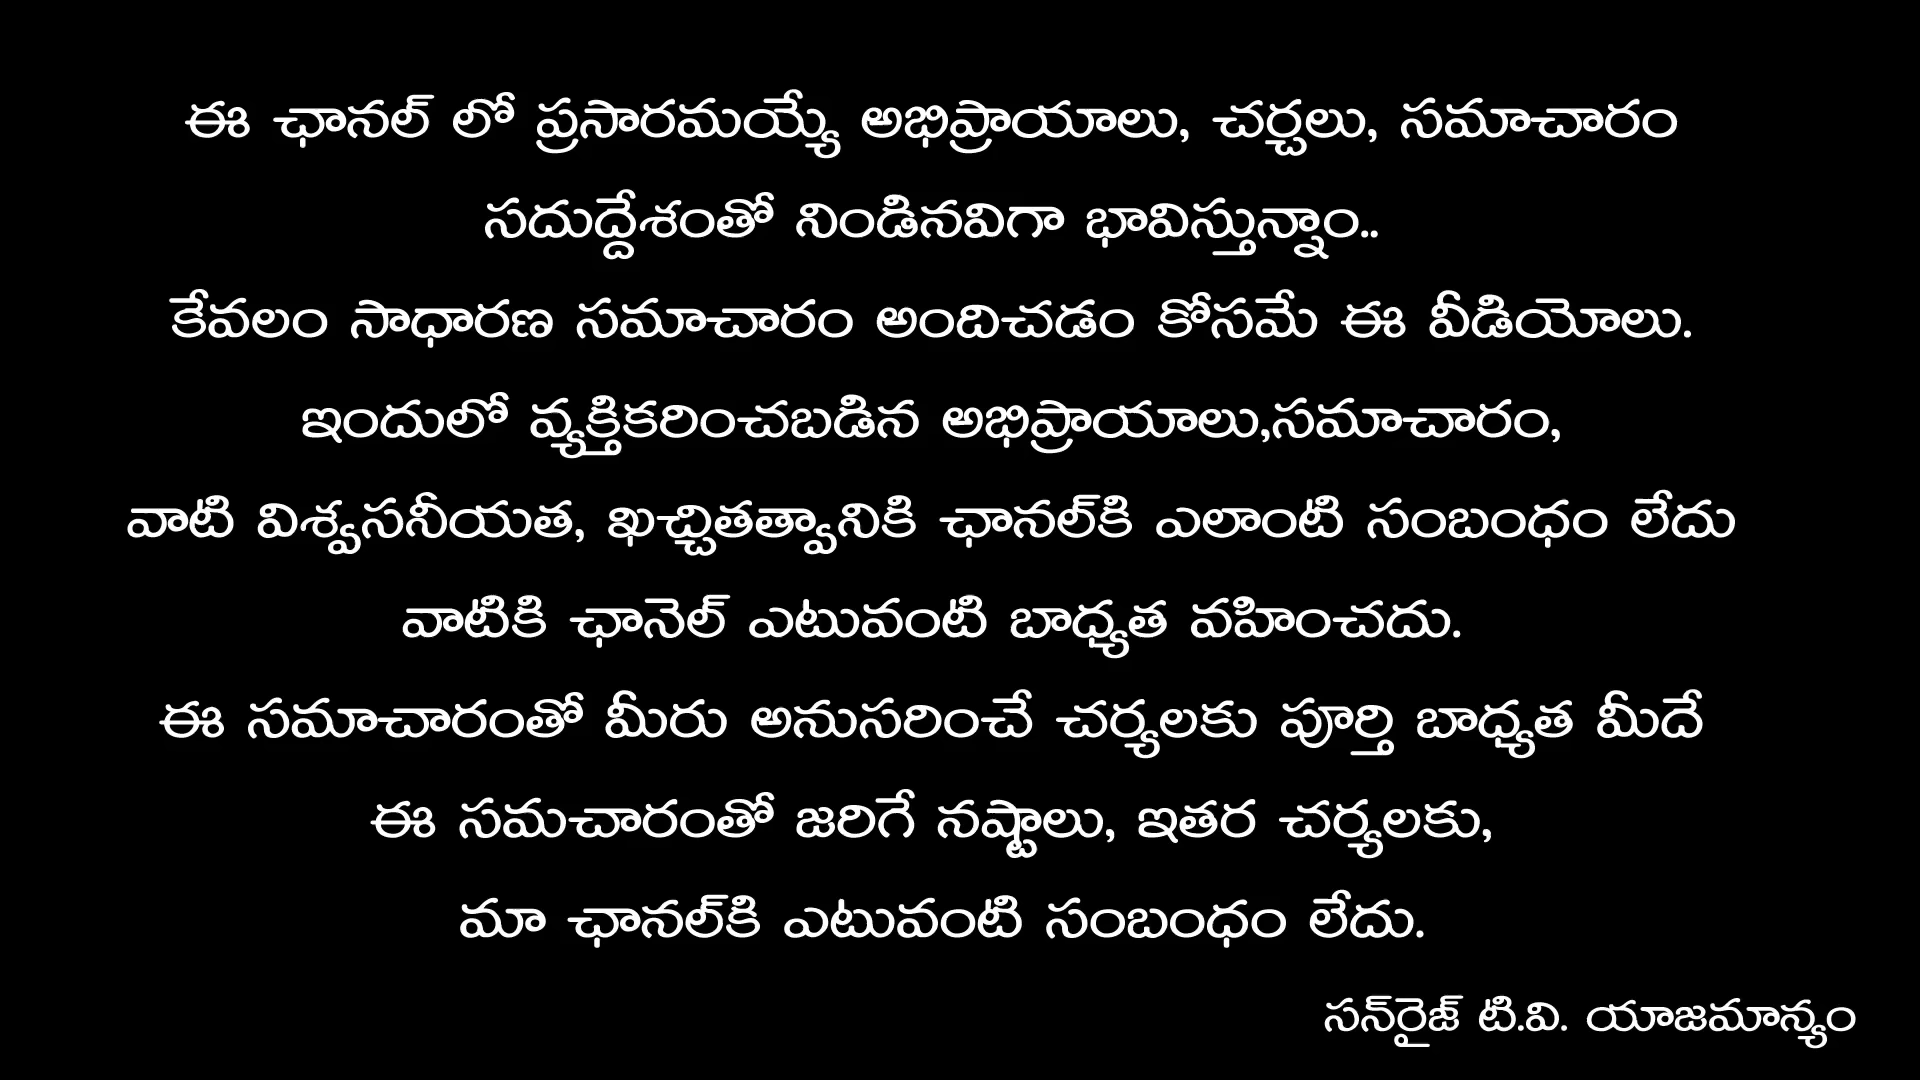 ఈ ఛానల్ లో ప్రసారమయ్యే అభిప్రాయాలు, చర్చలు, సమాచారం
సదుద్దేశంతో నిండినవిగా భావిస్తున్నాం..
కేవలం సాధారణ సమాచారం అందిచడం కోసమే ఈ వీడియోలు.
ఇందులో వ్యక్తికరించబడిన అభిప్రాయాలు,సమాచారం,
వాటి విశ్వసనీయత, ఖచ్చితత్వానికి ఛానల్‌కి ఎలాంటి సంబంధం లేదు
వాటికి ఛానెల్ ఎటువంటి బాధ్యత వహించదు.
ఈ సమాచారంతో మీరు అనుసరించే చర్యలకు పూర్తి బాధ్యత మీదే
ఈ సమచారంతో జరిగే నష్టాలు, ఇతర చర్యలకు,
మా ఛానల్‌కి ఎటువంటి సంబంధం లేదు.
సన్‌రైజ్ టి.వి. యాజమాన్యం